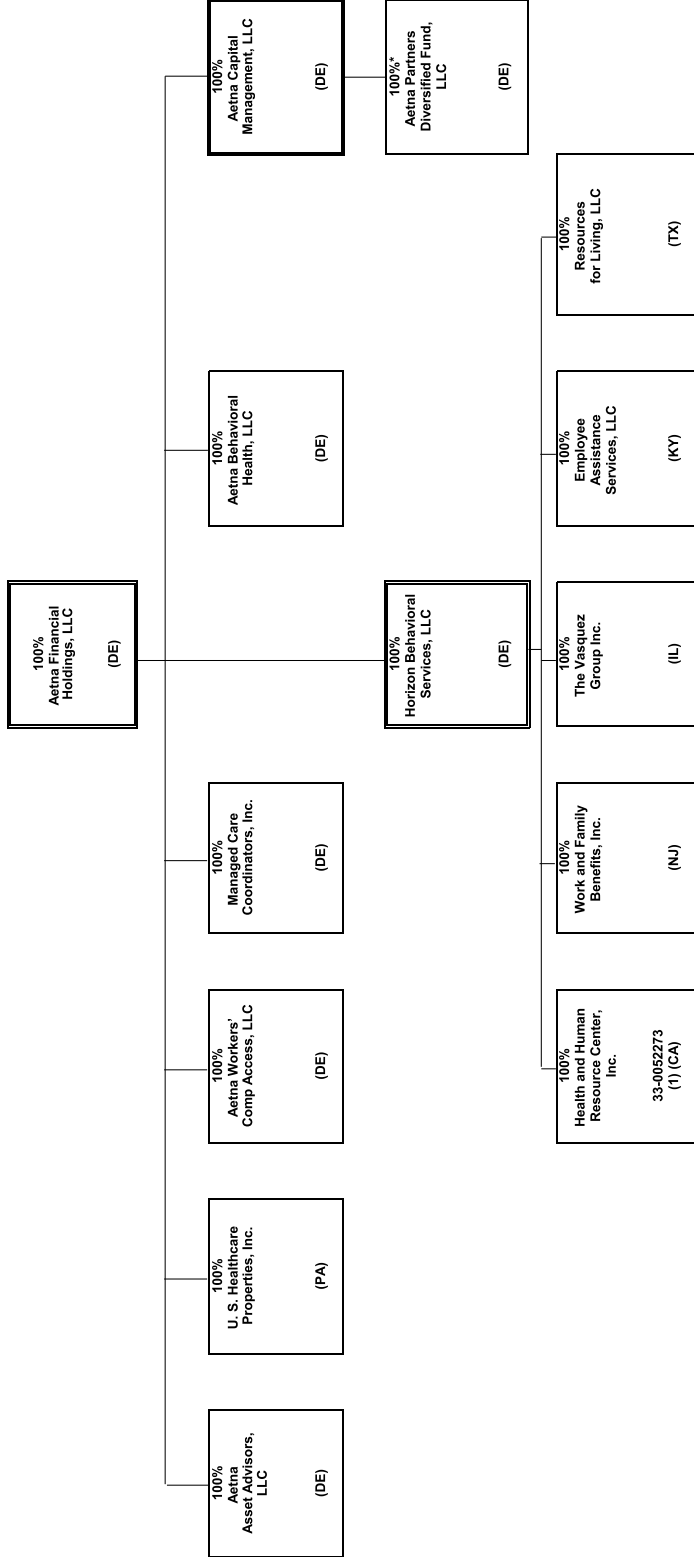 100%
Aetna Financial
Holdings, LLC
(DE)
100%
Aetna
Asset Advisors,
LLC
(DE)
100%
U. S. Healthcare
Properties, Inc.
(PA)
100%
Aetna Workers’
Comp Access, LLC
(DE)
100%
Managed Care
Coordinators, Inc.
(DE)
100%
Aetna Behavioral
Health, LLC
(DE)
100%
Aetna Capital
Management, LLC
(DE)
100%
Horizon Behavioral
Services, LLC
(DE)
100%*
Aetna Partners
Diversified Fund,
LLC
(DE)
100%
Health and Human
Resource Center,
Inc.
33-0052273
(1) (CA)
100%
Work and Family
Benefits, Inc.
(NJ)
100%
The Vasquez
Group Inc.
(IL)
100%
Employee
Assistance
Services, LLC
(KY)
100%
Resources
for Living, LLC
(TX)